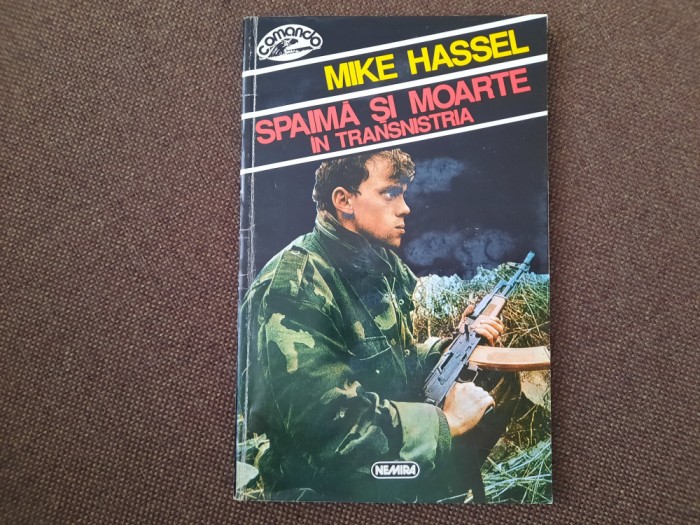 comando
MIKE HASSEL
SPAIMĂ ŞI MOARTE
ÎN TRANSNISTRIA
NEMIRA